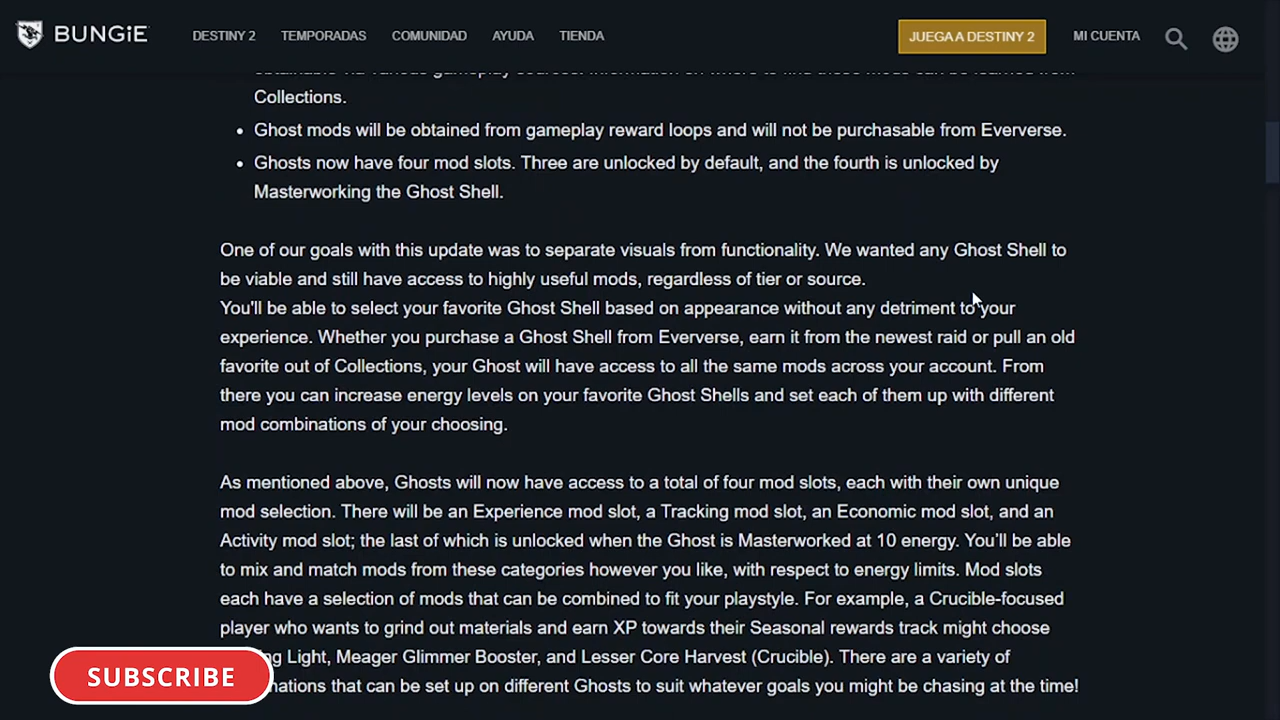 BUNGiE
DESTINY 2
TEMPORADAS
COMUNIDAD
AYUDA
TIENDA
JUEGA A DESTINY 2
MI CUENTA
obtainable via various gameplay sources. Information on where to find these mods can be learned from
Collections.
• Ghost mods will be obtained from gameplay reward loops and will not be purchasable from Eververse.
• Ghosts now have four mod slots. Three are unlocked by default, and the fourth is unlocked by
Masterworking the Ghost Shell.
One of our goals with this update was to separate visuals from functionality. We wanted any Ghost Shell to
be viable and still have access to highly useful mods, regardless of tier or source.
You'll be able to select your favorite Ghost Shell based on appearance without any detriment to your
experience. Whether you purchase a Ghost Shell from Eververse, earn it from the newest raid or pull an old
favorite out of Collections, your Ghost will have access to all the same mods across your account. From
there you can increase energy levels on your favorite Ghost Shells and set each of them up with different
mod combinations of your choosing.
As mentioned above, Ghosts will now have access to a total of four mod slots, each with their own unique
mod selection. There will be an Experience mod slot, a Tracking mod slot, an Economic mod slot, and an
Activity mod slot; the last of which is unlocked when the Ghost is Masterworked at 10 energy. You'll be able
to mix and match mods from these categories however you like, with respect to energy limits. Mod slots
each have a selection of mods that can be combined to fit your playstyle. For example, a Crucible-focused
player who wants to grind out materials and earn XP towards their Seasonal rewards track might choose
Light, Meager Glimmer Booster, and Lesser Core Harvest (Crucible). There are a variety of
that can be set up on different Ghosts to suit whatever goals you might be chasing at the time!
SUBSCRIBE